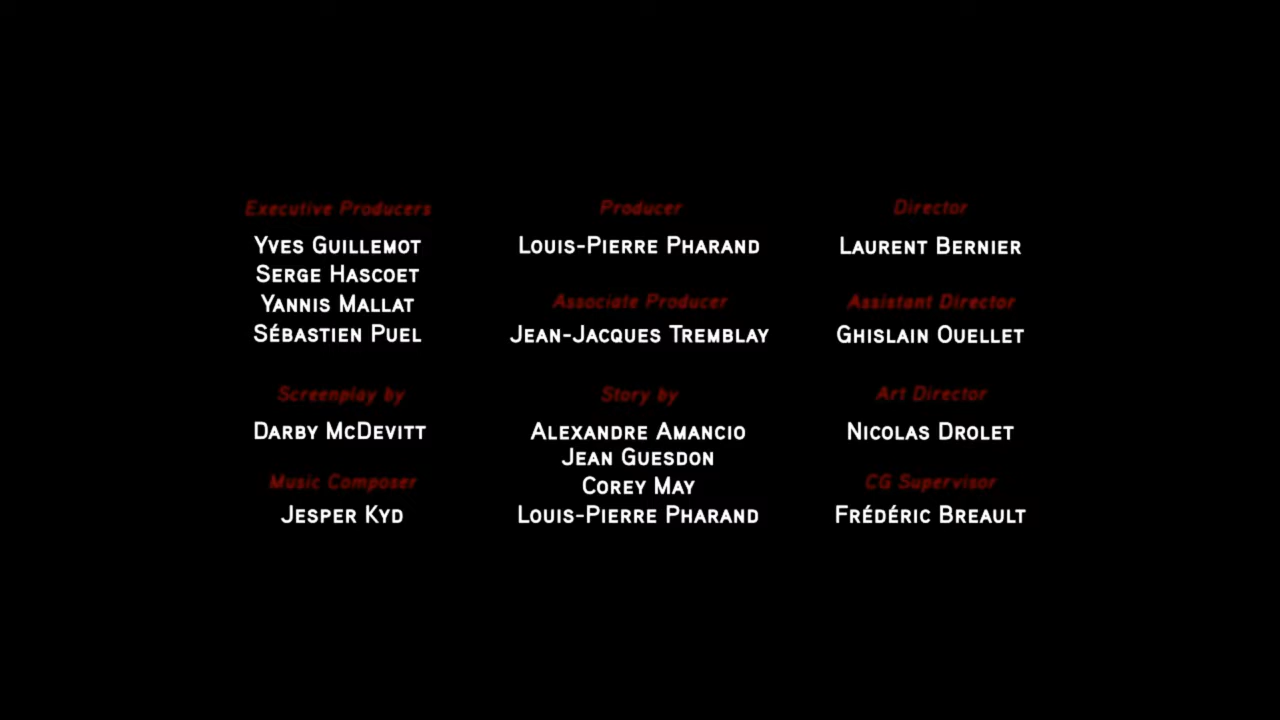 Executive Producers
Yves Guillemot
Serge Hascoet
Yannis Mallat
Sébastien Puel
Producer
Louis-Pierre Pharand
Associate Producer
Jean-Jacques Tremblay
Director
Laurent Bernier
Assistant Director
Ghislain Ouellet
Screenplay by
Darby McDevitt
Music Composer
Jesper Kyd
Story by
Alexandre Amancio
Jean Guesdon
Corey May
Louis-Pierre Pharand
Art Director
Nicolas Drolet
CG Supervisor
Frédéric Breault